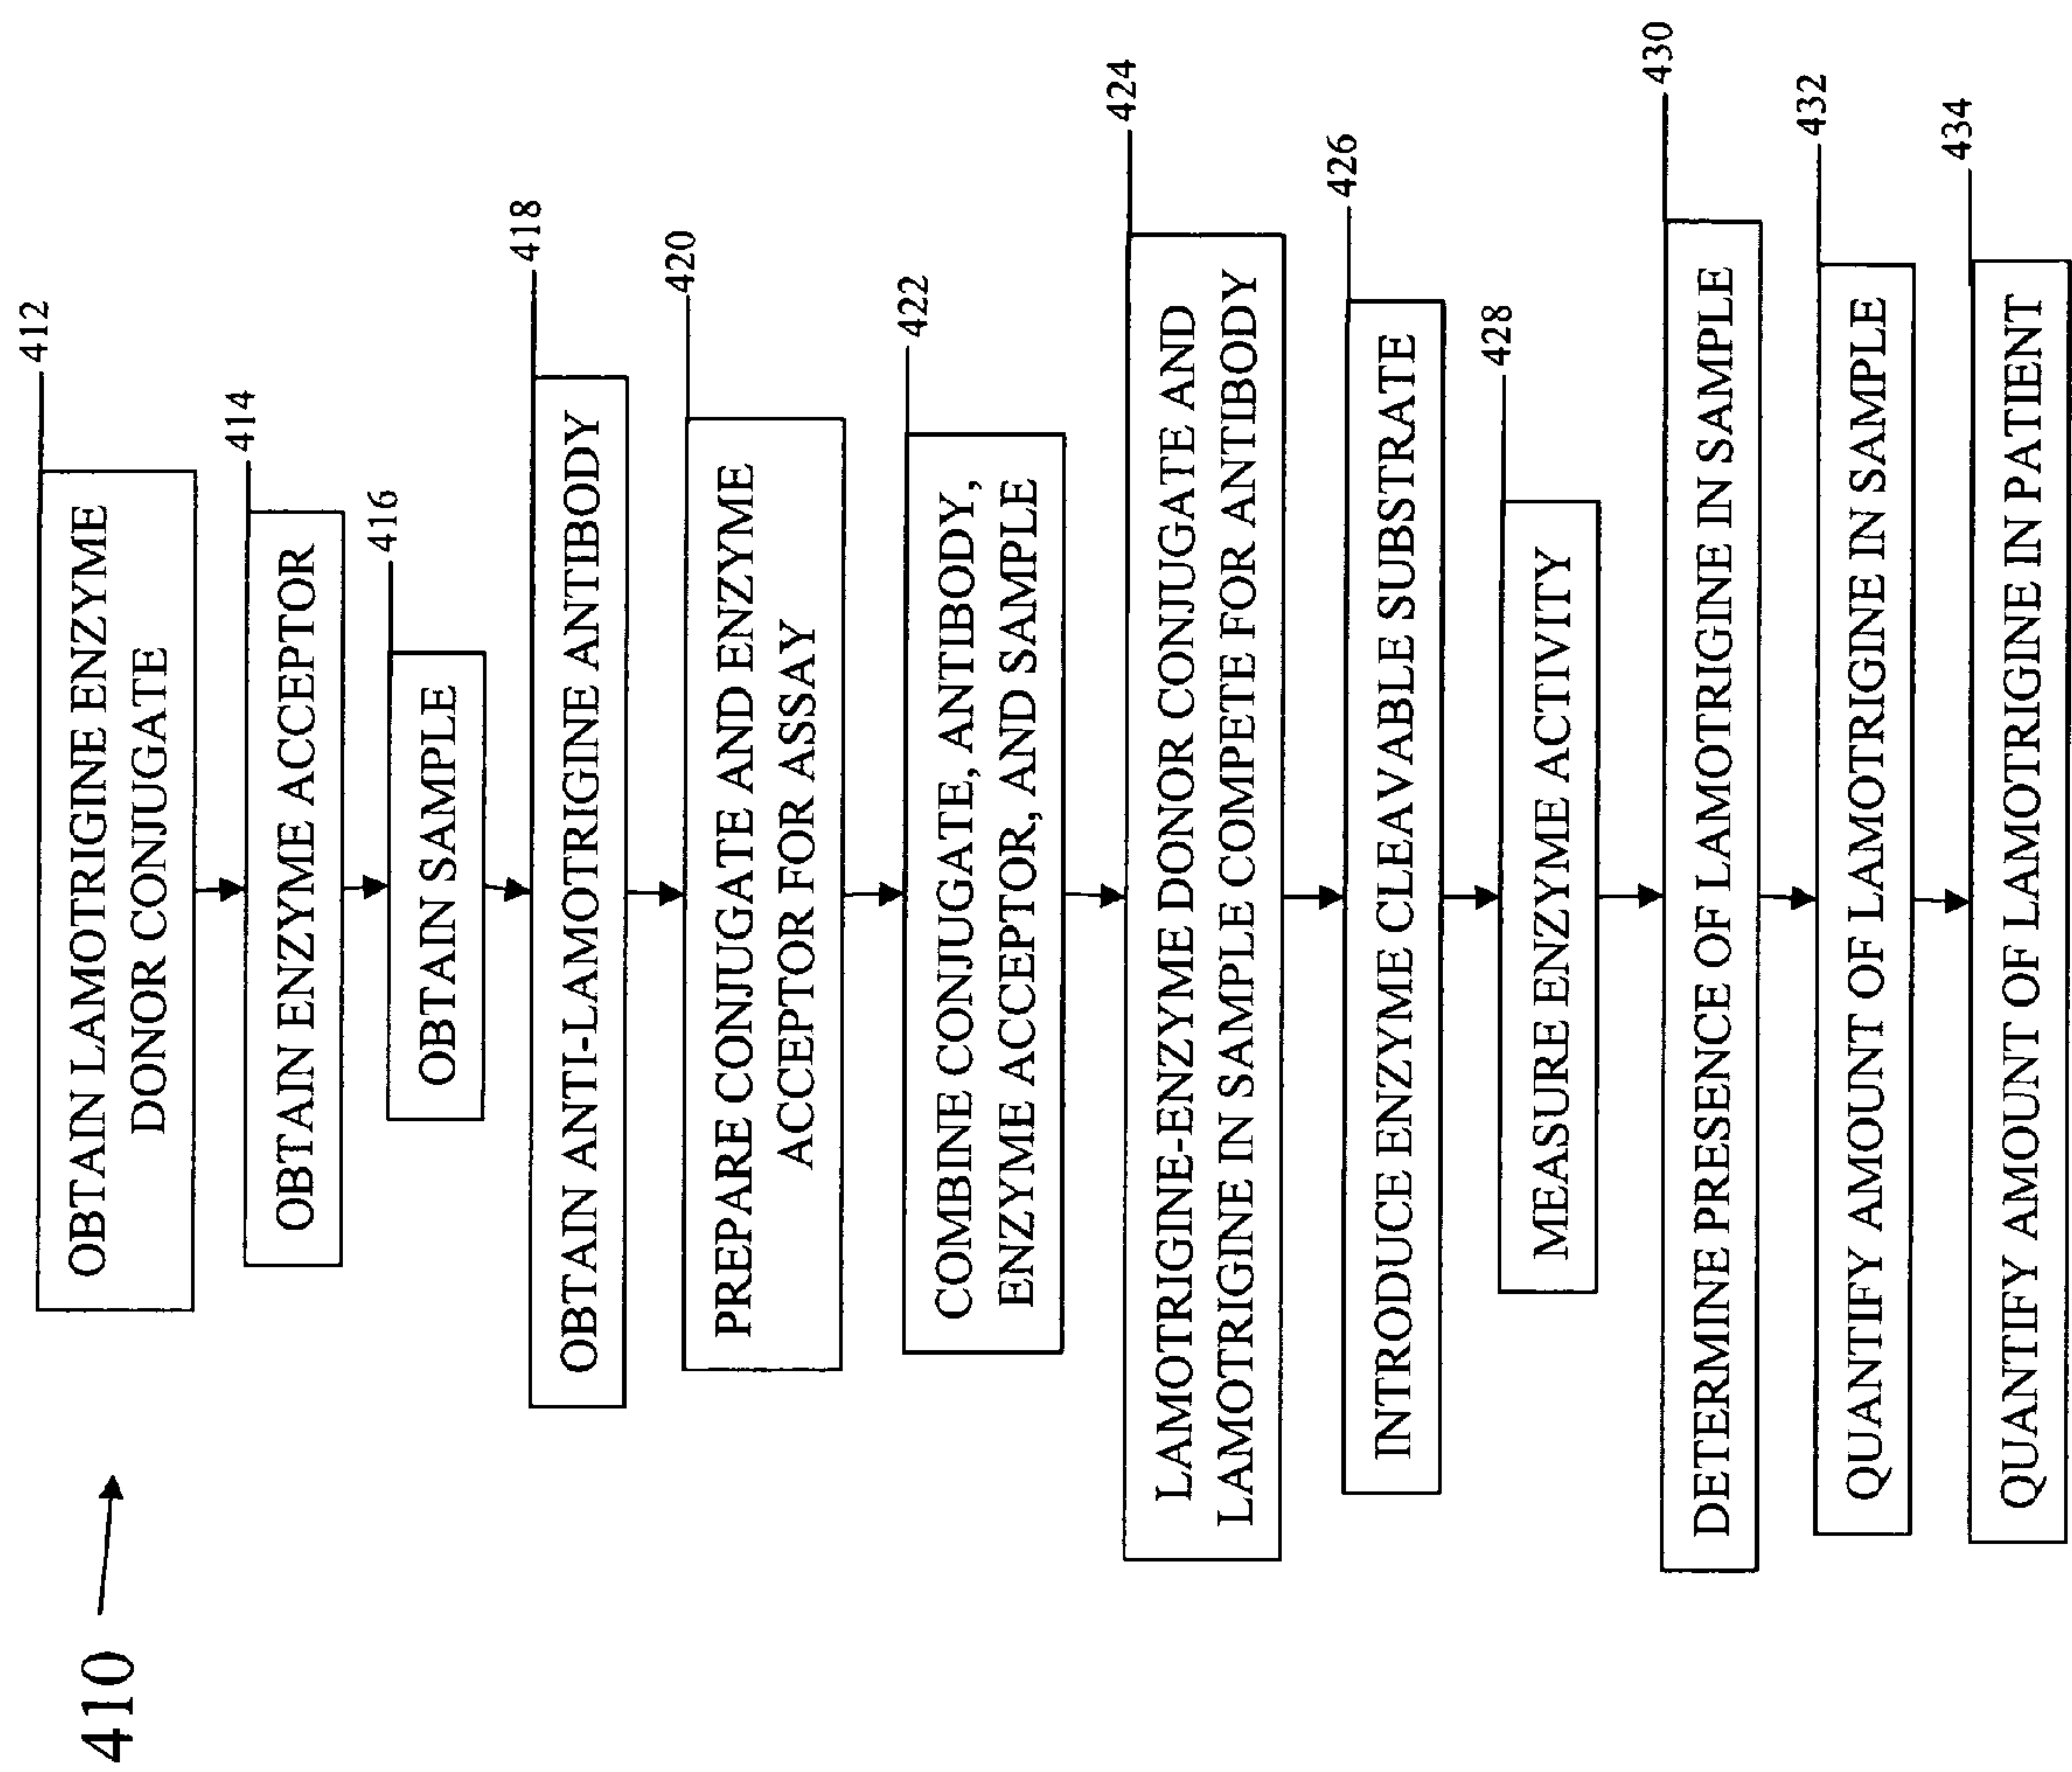 410
412
OBTAIN LAMOTRIGINE ENZYME
DONOR CONJUGATE
414
OBTAIN ENZYME ACCEPTOR
416
OBTAIN SAMPLE
418
OBTAIN ANTI-LAMOTRIGINE ANTIBODY
420
PREPARE CONJUGATE AND ENZYME
ACCEPTOR FOR ASSAY
422
COMBINE CONJUGATE, ANTIBODY,
ENZYME ACCEPTOR, AND SAMPLE
424
LAMOTRIGINE-ENZYME DONOR CONJUGATE AND
LAMOTRIGINE IN SAMPLE COMPETE FOR ANTIBODY
426
INTRODUCE ENZYME CLEAVABLE SUBSTRATE
428
MEASURE ENZYME ACTIVITY
430
DETERMINE PRESENCE OF LAMOTRIGINE IN SAMPLE
432
QUANTIFY AMOUNT OF LAMOTRIGINE IN SAMPLE
434
QUANTIFY AMOUNT OF LAMOTRIGINE IN PATIENT